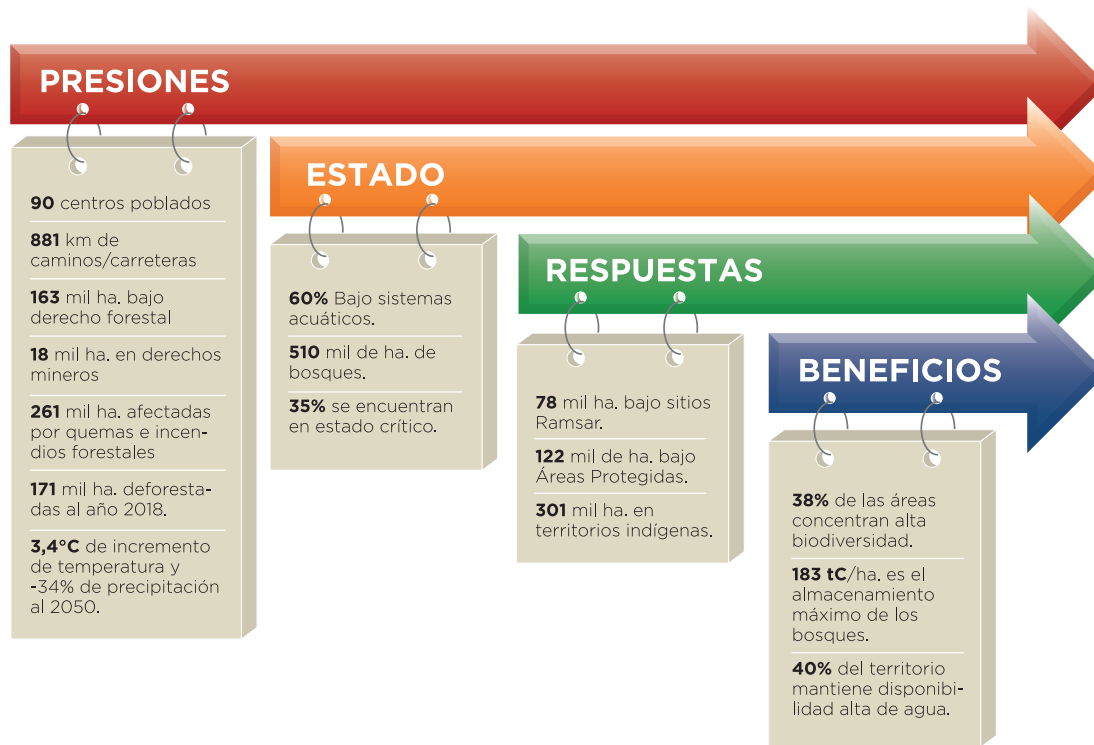 PRESIONES
90 centros poblados
881 km de
caminos/carreteras
163 mil ha. bajo
derecho forestal
18 mil ha. en derechos
mineros
261 mil ha. afectadas
por quemas e incen-
dios forestales
171 mil ha. deforesta-
das al año 2018.
3,4°C de incremento
de temperatura y
-34% de precipitación
al 2050.
ESTADO
60% Bajo sistemas
acuáticos.
510 mil de ha. de
bosques.
35% se encuentran
en estado crítico.
RESPUESTAS
78 mil ha. bajo sitios
Ramsar.
122 mil de ha. bajo
Áreas Protegidas.
301 mil ha. en
territorios indígenas.
BENEFICIOS
38% de las áreas
concentran alta
biodiversidad.
183 tC/ha. es el
almacenamiento
máximo de los
bosques.
40% del territorio
mantiene disponibi-
lidad alta de agua.